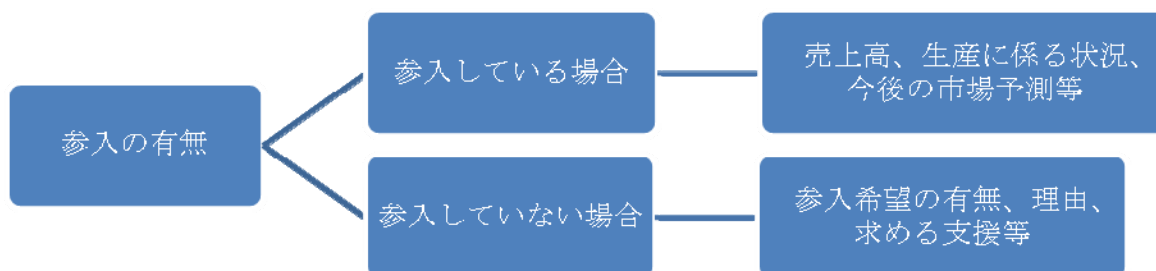 参入の有無
参入している場合
売上高、生産に係る状況、
今後の市場予測等
参入していない場合
参入希望の有無、理由、
求める支援等